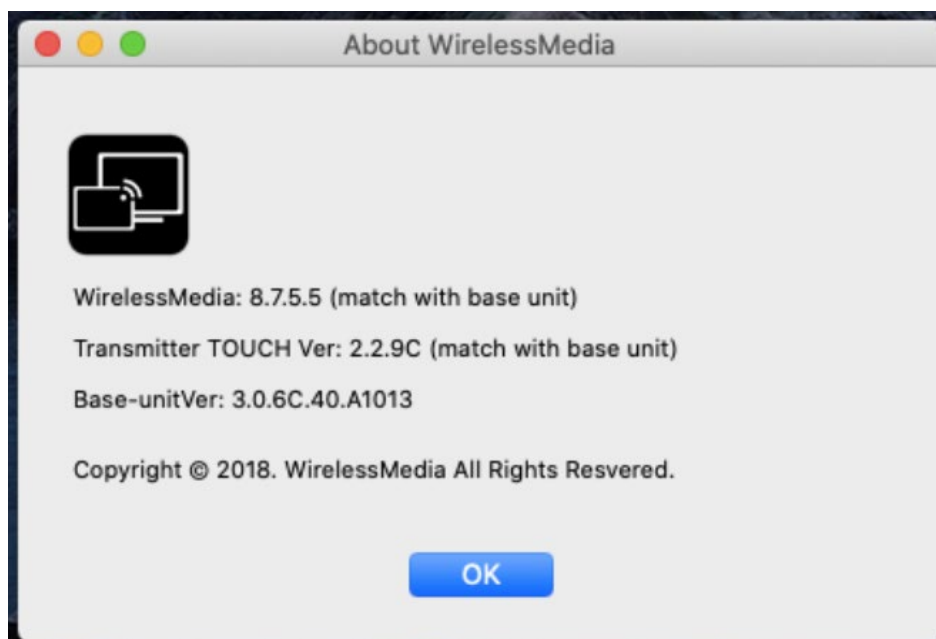 About WirelessMedia
WirelessMedia: 8.7.5.5 (match with base unit)
Transmitter TOUCH Ver: 2.2.9C (match with base unit)
Base-unitVer: 3.0.6C.40.A1013
Copyright © 2018. WirelessMedia All Rights Resvered.
OK